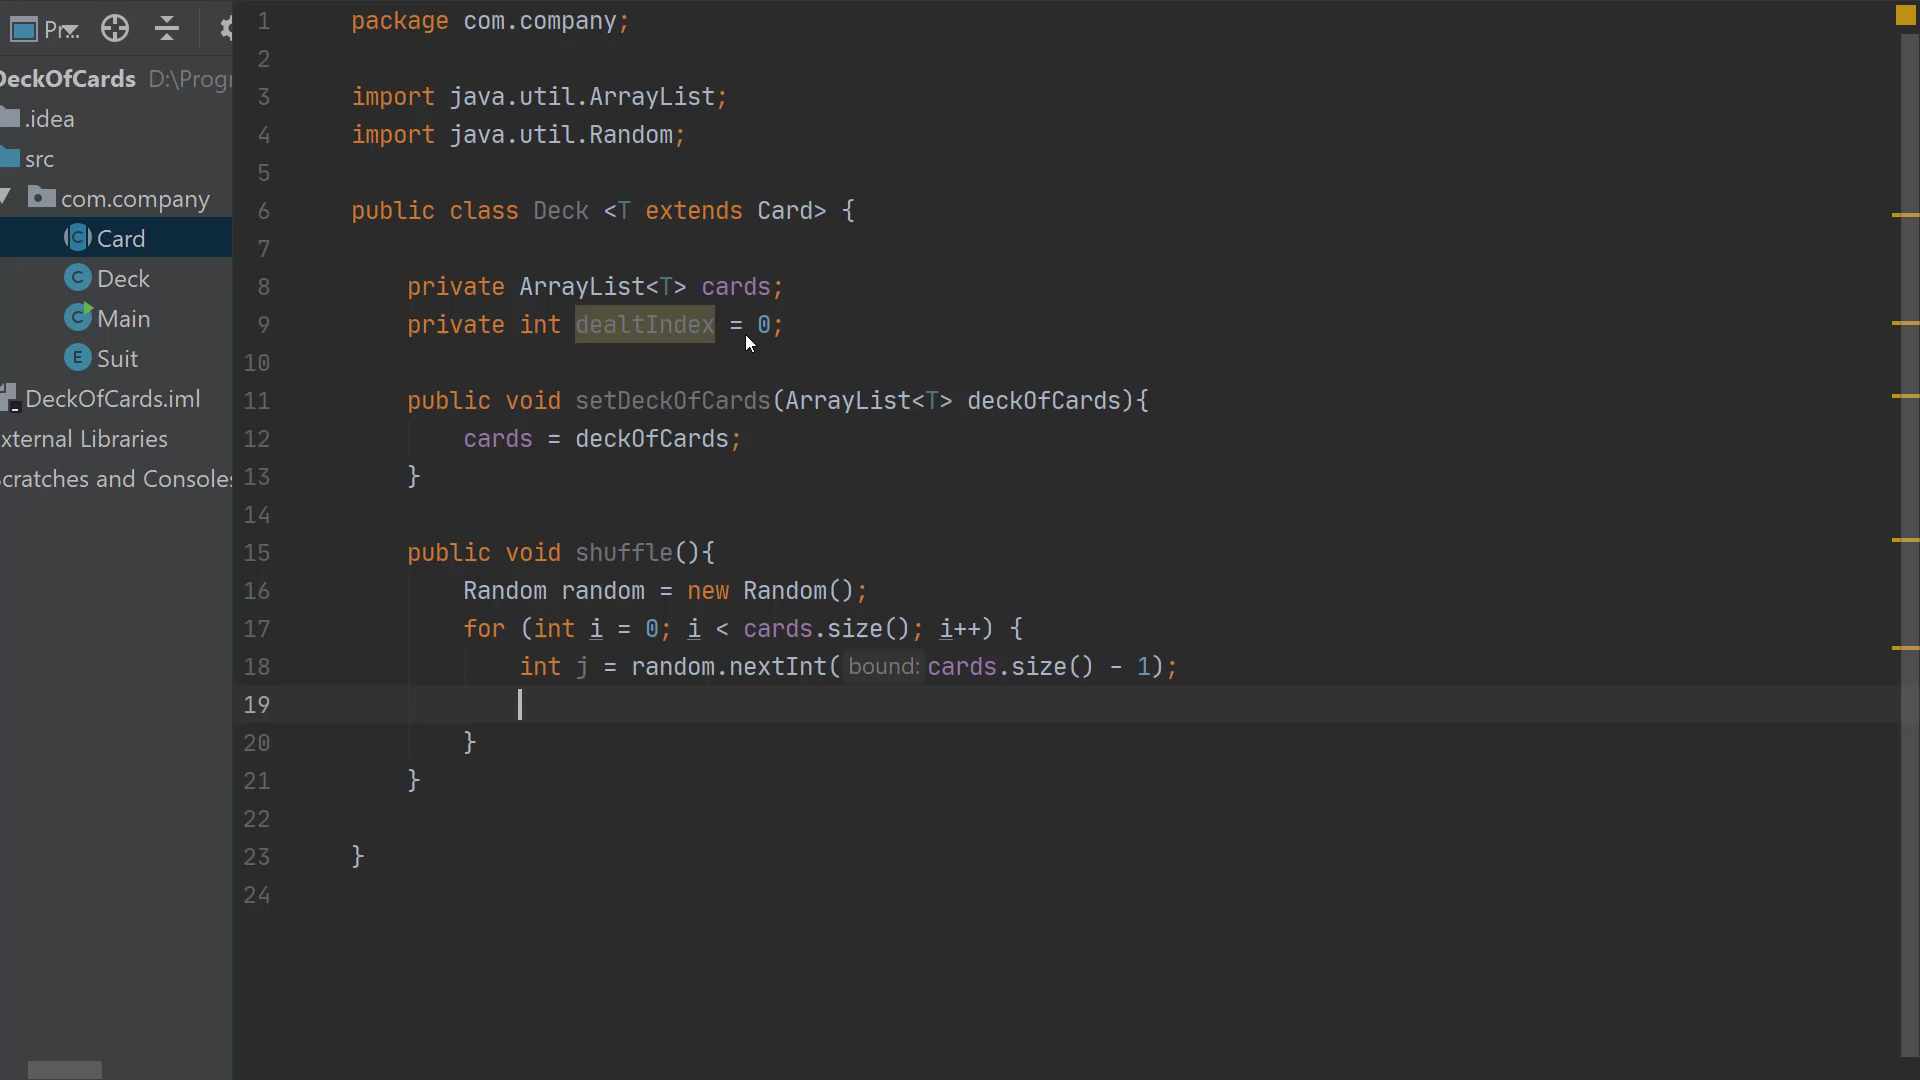 Pr...
DeckOfCards D:\Progr
.idea
src
com.company
C Card
C Deck
C Main
E Suit
DeckOfCards.iml
xternal Libraries
cratches and Consoles
1 package com.company;
2
3 import java.util.ArrayList;
4 import java.util.Random;
5
6 public class Deck <T extends Card> {
7
8 private ArrayList<T> cards;
9 private int dealtIndex = 0;
10
11 public void setDeckOfCards(ArrayList<T> deckOfCards){
12 cards = deckOfCards;
13 }
14
15 public void shuffle(){
16 Random random = new Random();
17 for (int i = 0; i < cards.size(); i++) {
18 int j = random.nextInt( bound: cards.size() - 1);
19
20 }
21 }
22
23 }
24